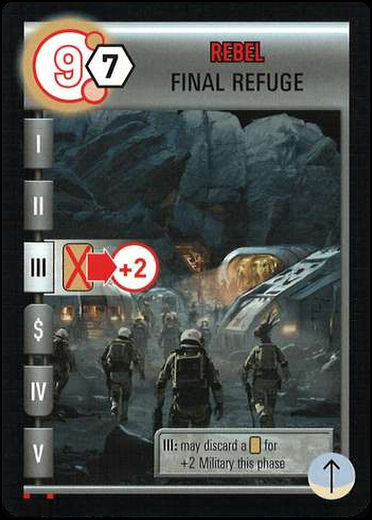 9 7
REBEL
FINAL REFUGE
I
II
III +2
$
IV
V
III: may discard a for
+2 Military this phase